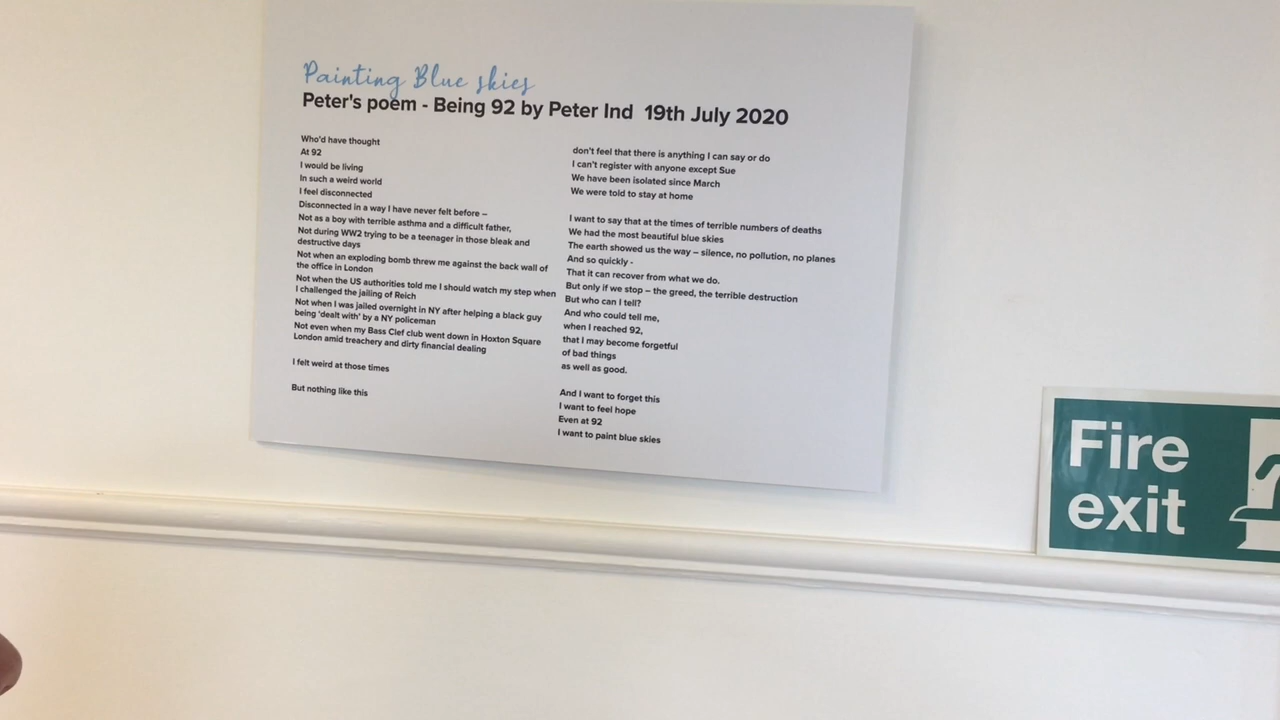 Painting Blue skies
Peter's poem - Being 92 by Peter Ind 19th July 2020
Who'd have thought
At 92
I would be living
In such a weird world
I feel disconnected
Disconnected in a way I have never felt before –
Not as a boy with terrible asthma and a difficult father,
Not during WW2 trying to be a teenager in those bleak and
destructive days
Not when an exploding bomb threw me against the back wall of
the office in London
Not when the US authorities told me I should watch my step when
I challenged the jailing of Reich
Not when I was jailed overnight in NY after helping a black guy
being 'dealt with' by a NY policeman
Not even when my Bass Clef club went down in Hoxton Square
London amid treachery and dirty financial dealing
I felt weird at those times
But nothing like this
don't feel that there is anything I can say or do
I can't register with anyone except Sue
We have been isolated since March
We were told to stay at home
I want to say that at the times of terrible numbers of deaths
We had the most beautiful blue skies
The earth showed us the way – silence, no pollution, no planes
And so quickly -
That it can recover from what we do.
But only if we stop – the greed, the terrible destruction
But who can I tell?
And who could tell me,
when I reached 92,
that I may become forgetful
of bad things
as well as good.
And I want to forget this
I want to feel hope
Even at 92
I want to paint blue skies
Fire
exit